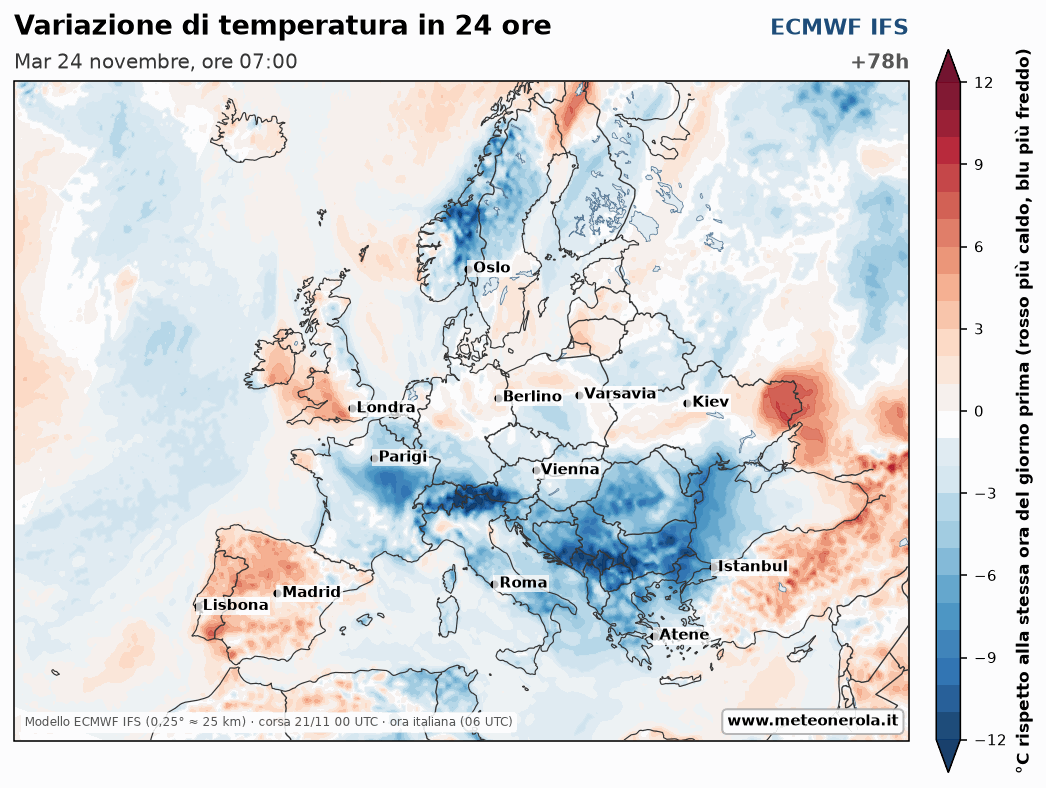 Variazione di temperatura in 24 ore
ECMWF IFS
Mar 24 novembre, ore 07:00
+78h
Oslo
Londra
Berlino
Varsavia
Kiev
Parigi
Vienna
Istanbul
Roma
Madrid
Lisbona
Atene
Modello ECMWF IFS (0,25° ≈ 25 km) · corsa 21/11 00 UTC · ora italiana (06 UTC)
www.meteonerola.it
12
9
6
3
0
−3
−6
−9
−12
°C rispetto alla stessa ora del giorno prima (rosso più caldo, blu più freddo)